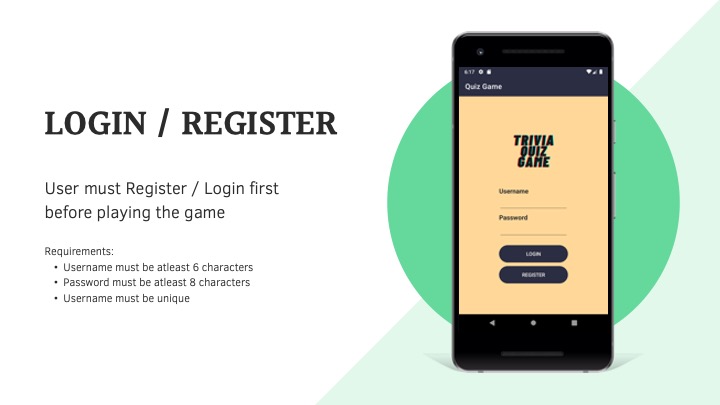 LOGIN / REGISTER
User must Register / Login first
before playing the game
Requirements:
• Username must be atleast 6 characters
• Password must be atleast 8 characters
• Username must be unique
6:17
Quiz Game
TRIVIA
QUIZ
GAME
Username
Password
LOGIN
REGISTER